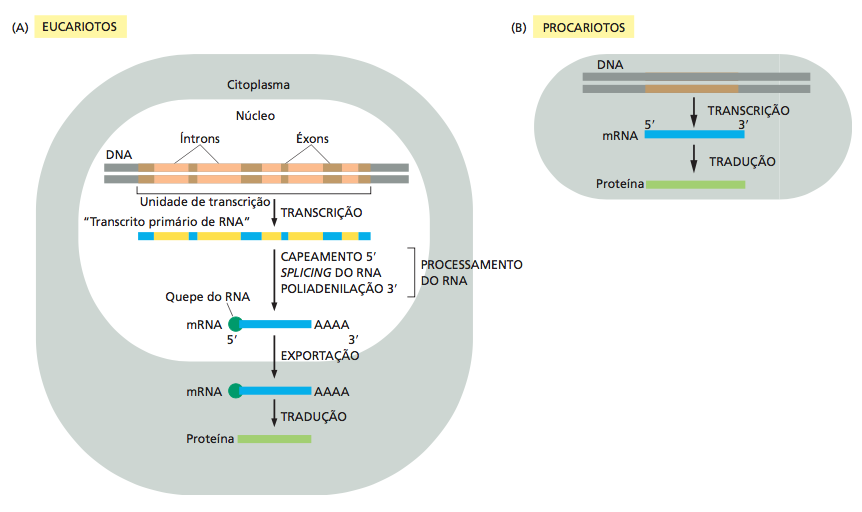 (A) EUCARIOTOS
Citoplasma
Núcleo
Íntrons
Éxons
DNA
Unidade de transcrição
TRANSCRIÇÃO
“Transcrito primário de RNA”
CAPEAMENTO 5′
SPLICING DO RNA
POLIADENILAÇÃO 3′
PROCESSAMENTO
DO RNA
Quepe do RNA
mRNA
AAAA
5′
3′
EXPORTAÇÃO
mRNA
AAAA
TRADUÇÃO
Proteína
(B) PROCARIOTOS
DNA
TRANSCRIÇÃO
5′
3′
mRNA
TRADUÇÃO
Proteína